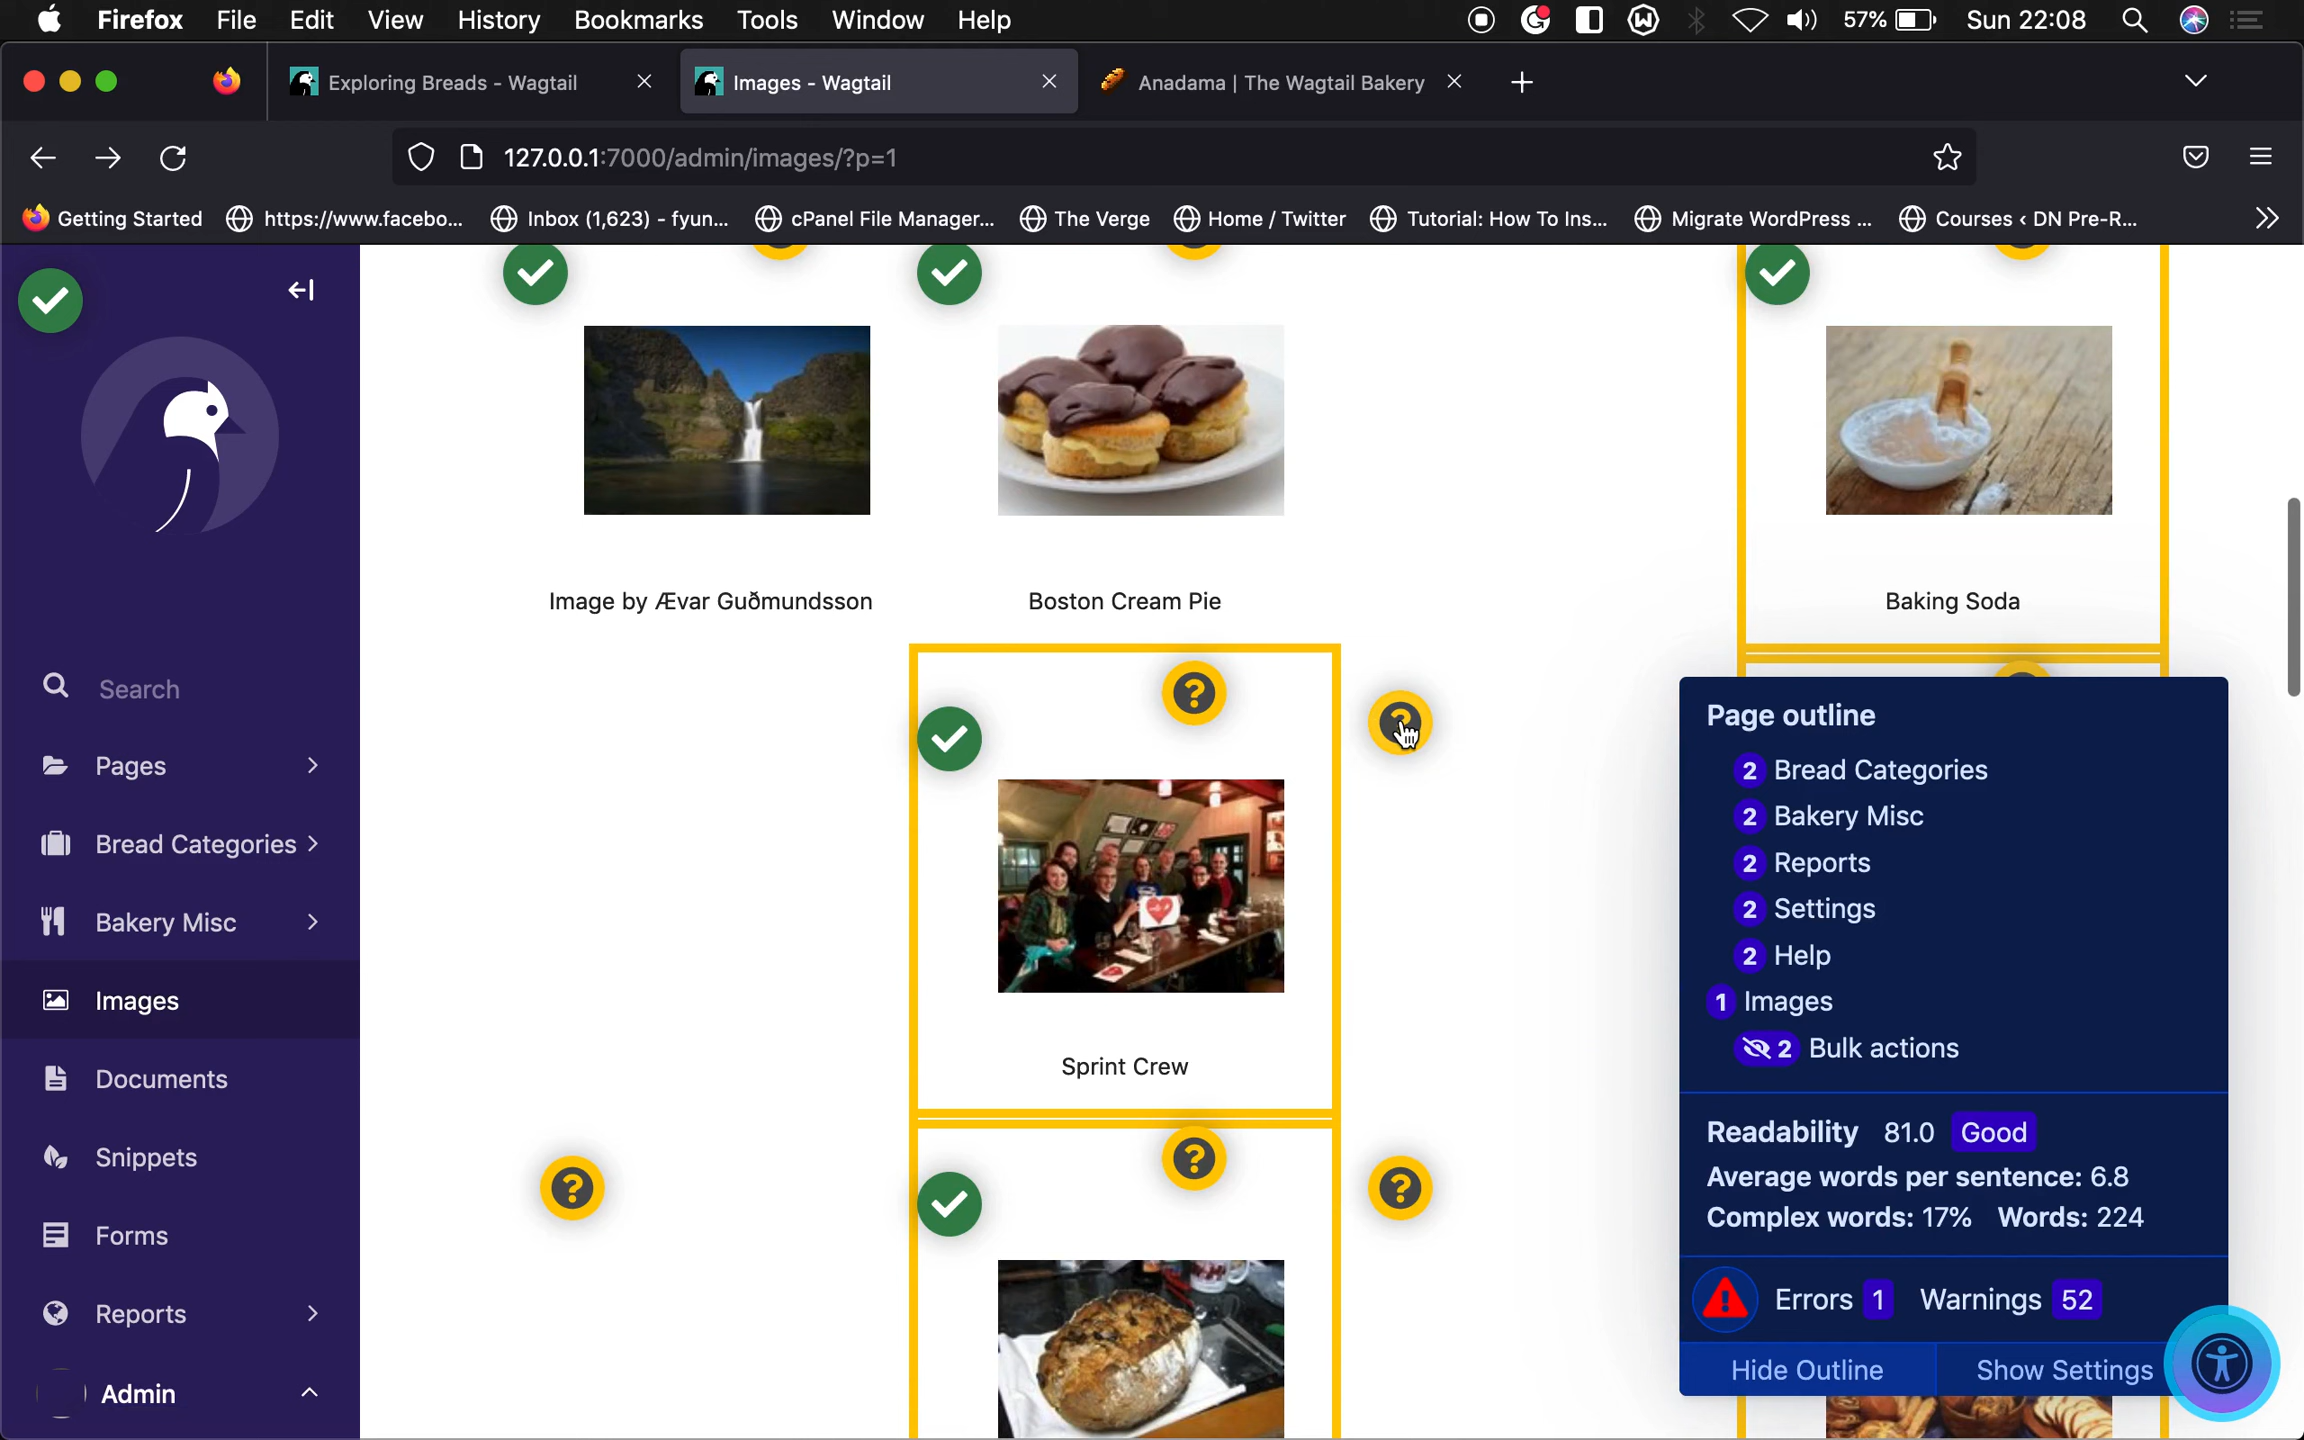 Firefox File Edit View History Bookmarks Tools Window Help 57% Sun 22:08
Exploring Breads - Wagtail
Images - Wagtail
Anadama | The Wagtail Bakery
127.0.0.1:7000/admin/images/?p=1
Getting Started
https://www.facebo...
Inbox (1,623) - fyun...
cPanel File Manager...
The Verge
Home / Twitter
Tutorial: How To Ins...
Migrate WordPress ...
Courses ‹ DN Pre-R...
Search
Pages
Bread Categories
Bakery Misc
Images
Documents
Snippets
Forms
Reports
Admin
Image by Ævar Guðmundsson
Boston Cream Pie
Baking Soda
?
?
Sprint Crew
?
?
?
Page outline
2 Bread Categories
2 Bakery Misc
2 Reports
2 Settings
2 Help
1 Images
2 Bulk actions
Readability 81.0 Good
Average words per sentence: 6.8
Complex words: 17% Words: 224
Errors 1 Warnings 52
Hide Outline
Show Settings